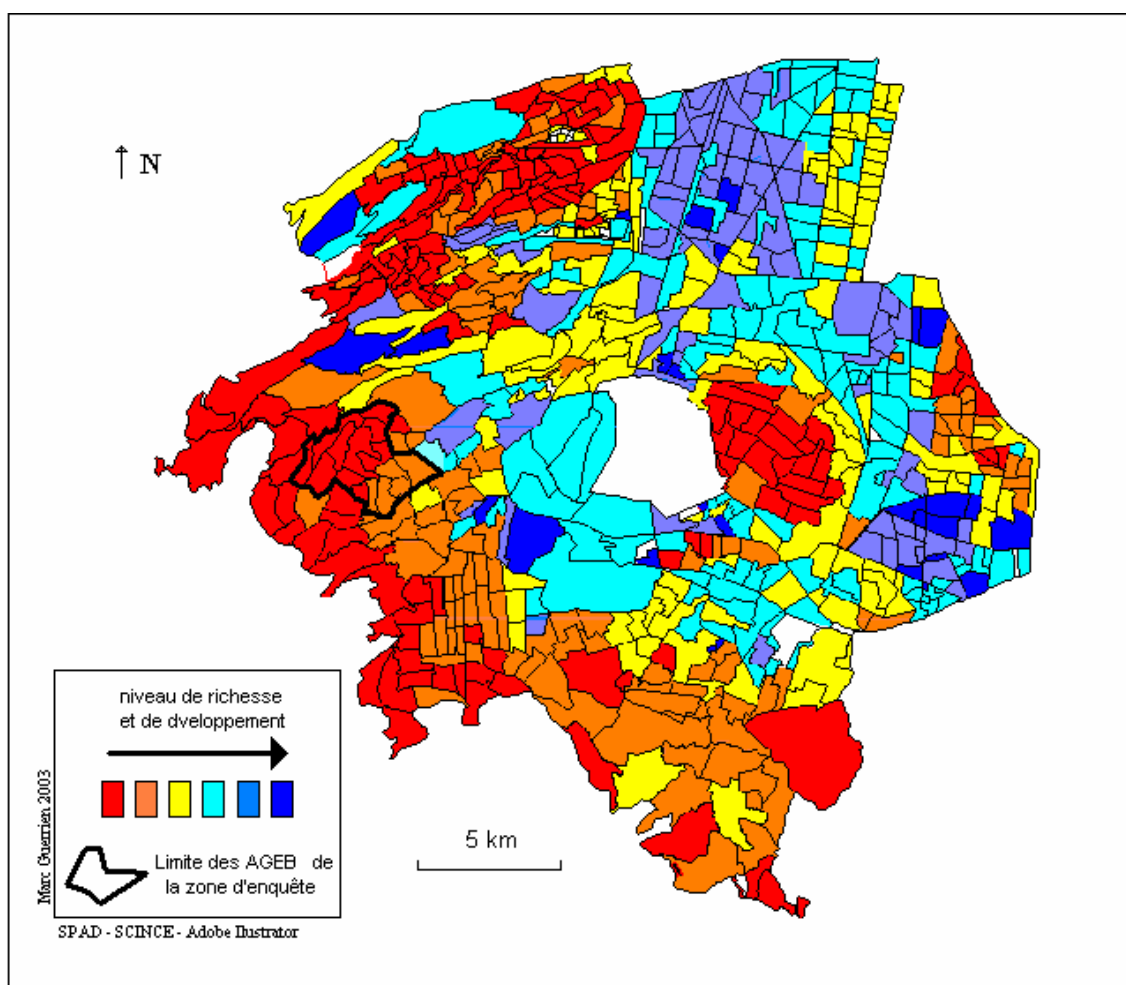 N
5 km
niveau de richesse
et de dveloppement
Limite des AGEB de
la zone d'enquête
Marc Guerrien 2003
SPAD - SCINCE - Adobe Ilustrator